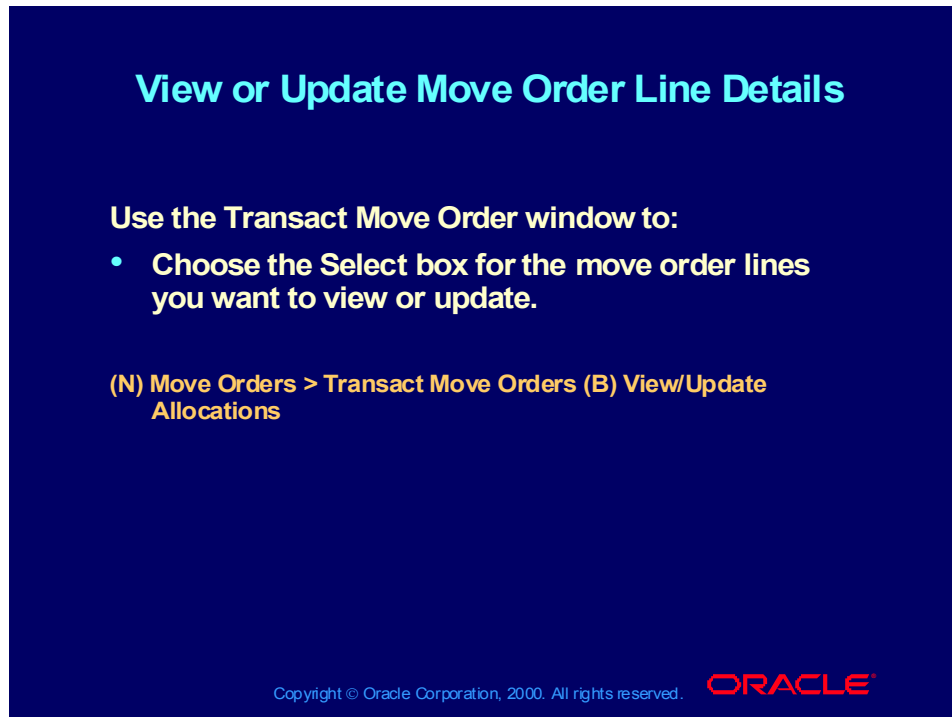 View or Update Move Order Line Details
Use the Transact Move Order window to:
• Choose the Select box for the move order lines
you want to view or update.
(N) Move Orders > Transact Move Orders (B) View/Update
Allocations
Copyright © Oracle Corporation, 2000. All rights reserved.
ORACLE®